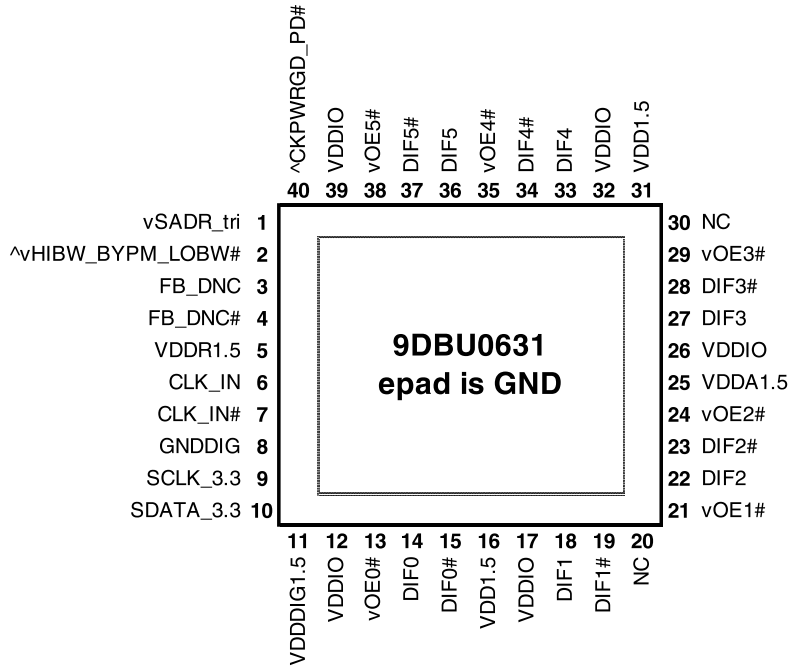 ^CKPWRGD_PD#
VDDIO
vOE5#
DIF5#
DIF5
vOE4#
DIF4#
DIF4
VDDIO
VDD1.5
40 39 38 37 36 35 34 33 32 31
vSADR_tri 1
^vHIBW_BYPM_LOBW# 2
FB_DNC 3
FB_DNC# 4
VDDR1.5 5
CLK_IN 6
CLK_IN# 7
GNDDIG 8
SCLK_3.3 9
SDATA_3.3 10
9DBU0631
epad is GND
30 NC
29 vOE3#
28 DIF3#
27 DIF3
26 VDDIO
25 VDDA1.5
24 vOE2#
23 DIF2#
22 DIF2
21 vOE1#
11 12 13 14 15 16 17 18 19 20
VDDDIG1.5
VDDIO
vOE0#
DIF0
DIF0#
VDD1.5
VDDIO
DIF1
DIF1#
NC